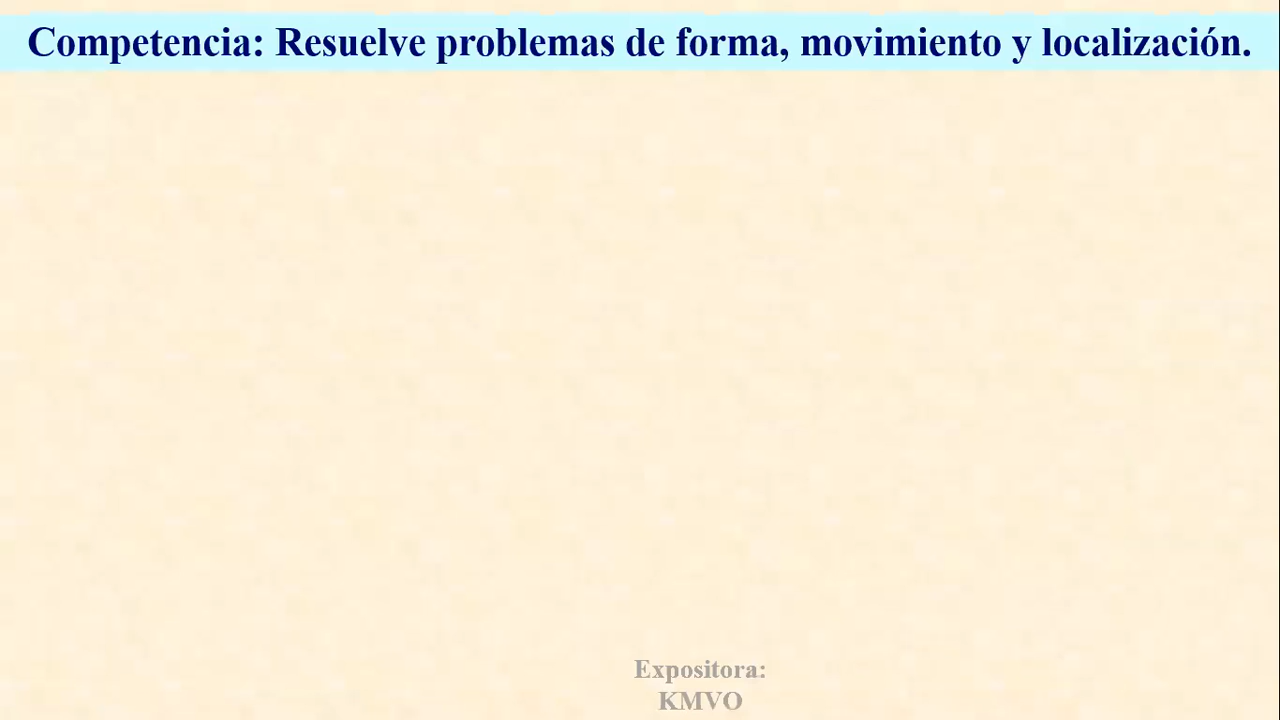 Competencia: Resuelve problemas de forma, movimiento y localización.
Expositora:
KMVO